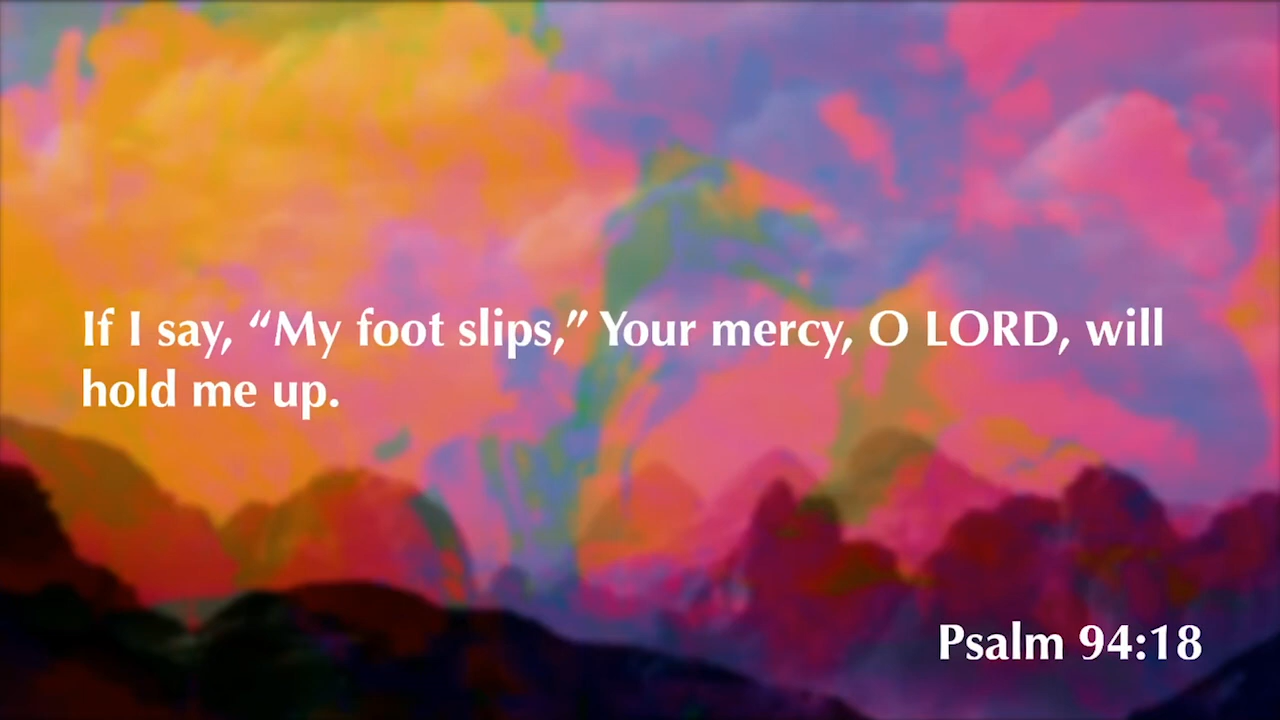 If I say, “My foot slips,” Your mercy, O LORD, will
hold me up.
Psalm 94:18